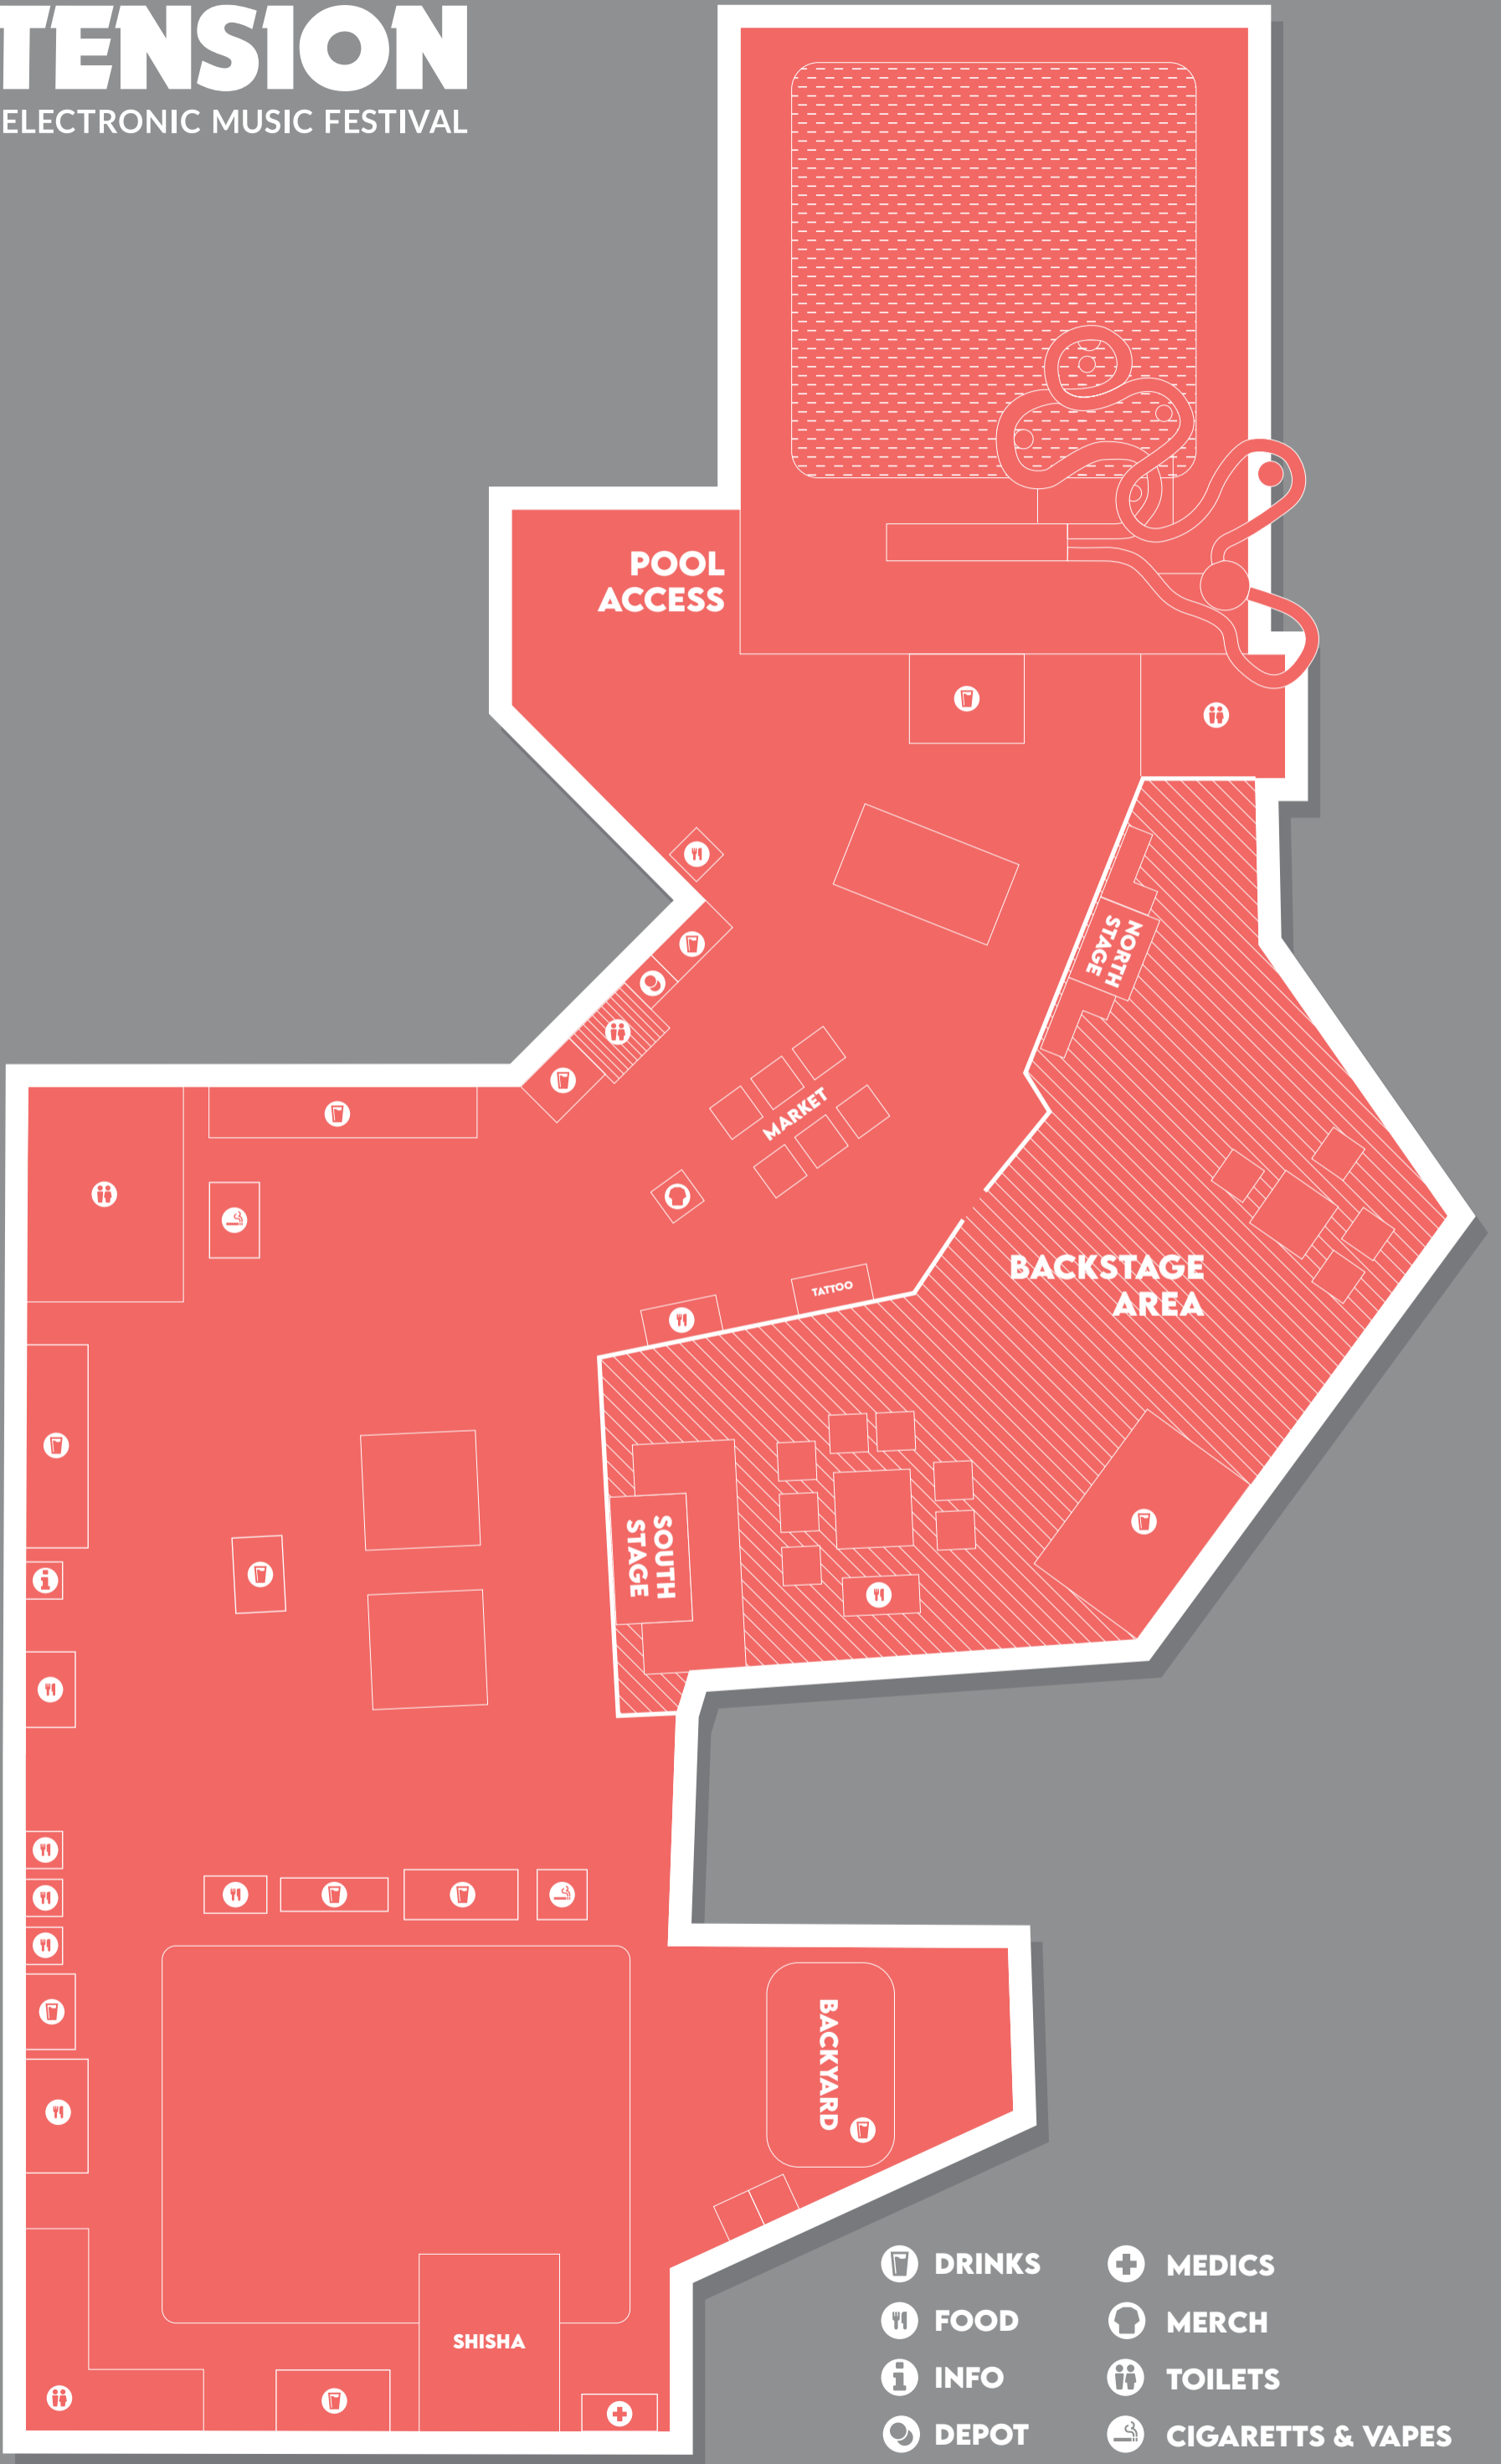 TENSION
ELECTRONIC MUSIC FESTIVAL
POOL
ACCESS
NORTH
STAGE
MARKET
BACKSTAGE
AREA
TATTOO
SOUTH
STAGE
BACKYARD
SHISHA
DRINKS
FOOD
INFO
DEPOT
MEDICS
MERCH
TOILETS
CIGARETTS & VAPES